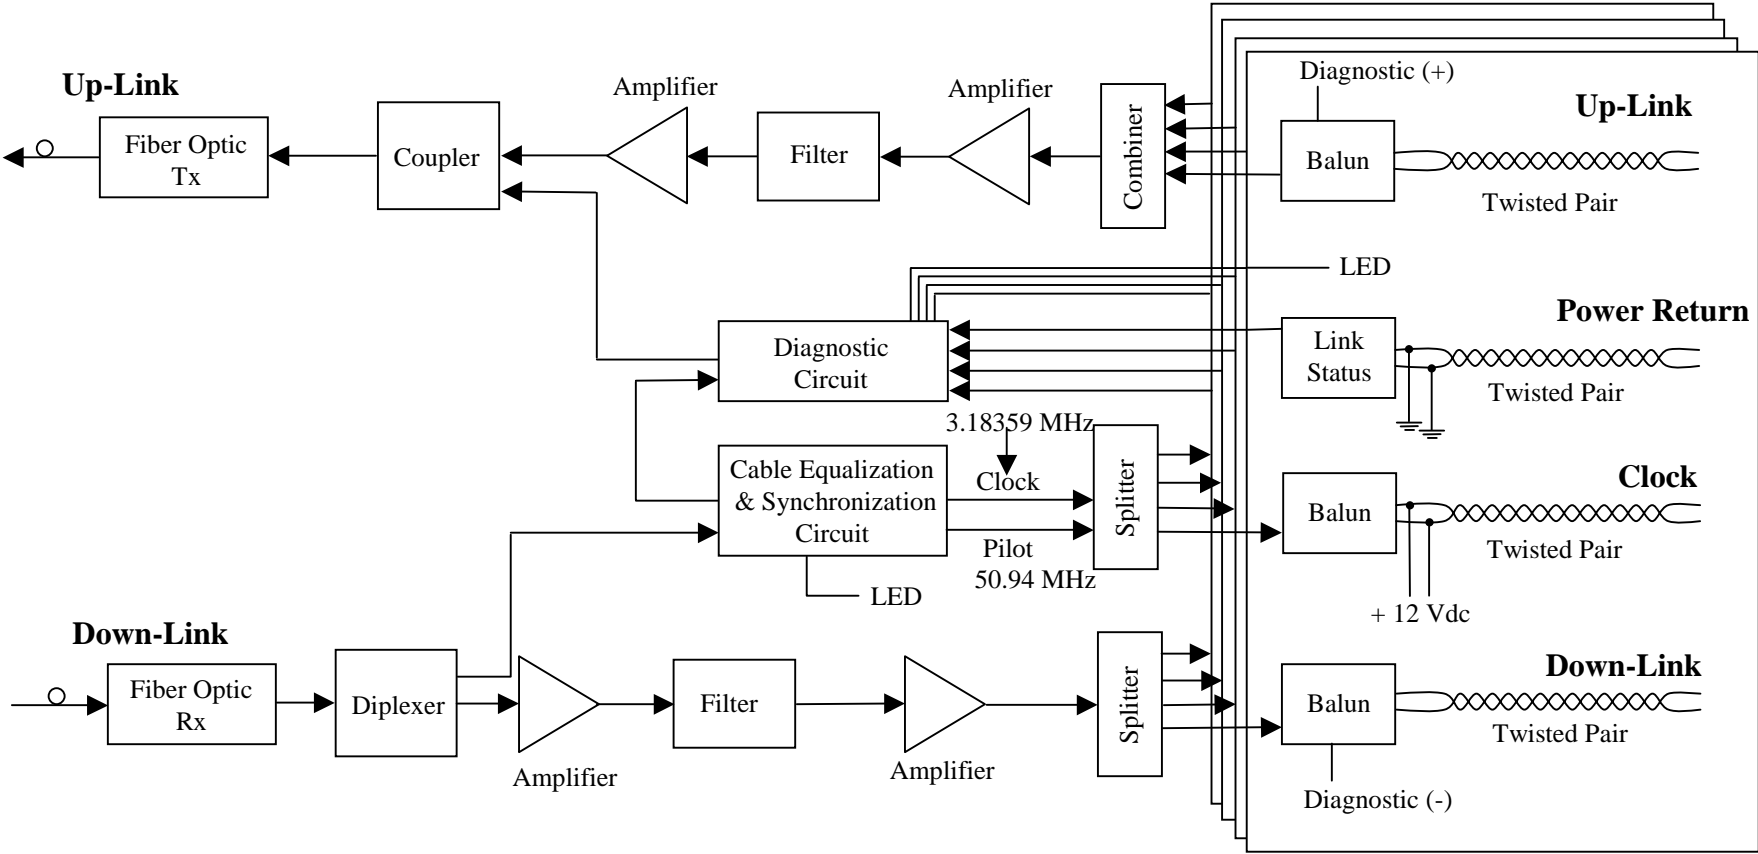 Up-Link
Fiber Optic
Tx
Coupler
Amplifier
Filter
Amplifier
Combiner
Diagnostic (+)
Balun
Up-Link
Twisted Pair
LED
Diagnostic
Circuit
Link
Status
Power Return
Twisted Pair
3.18359 MHz
Cable Equalization
& Synchronization
Circuit
Clock
Pilot
50.94 MHz
LED
Splitter
Balun
Clock
Twisted Pair
+ 12 Vdc
Down-Link
Fiber Optic
Rx
Diplexer
Amplifier
Filter
Amplifier
Splitter
Balun
Down-Link
Twisted Pair
Diagnostic (-)